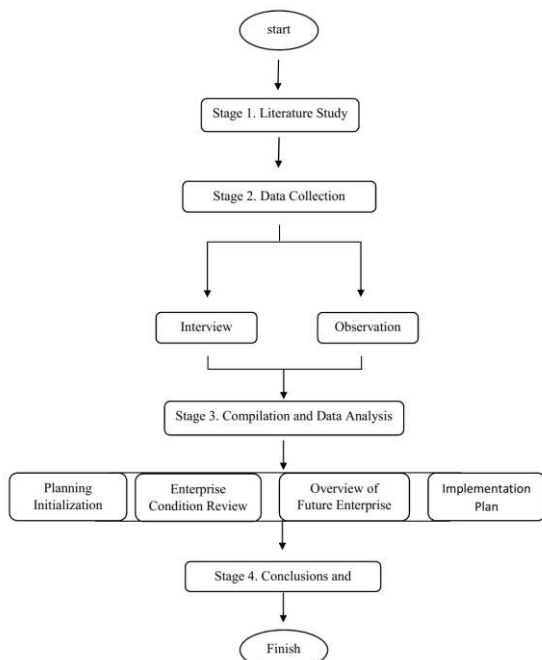 start
Stage 1. Literature Study
Stage 2. Data Collection
Interview
Observation
Stage 3. Compilation and Data Analysis
Planning
Initialization
Enterprise
Condition Review
Overview of
Future Enterprise
Implementation
Plan
Stage 4. Conclusions and
Finish